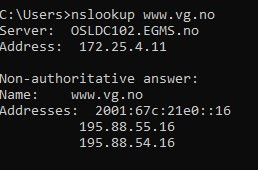 C:\Users>nslookup www.vg.no
Server:  OSLDC102.EGMS.no
Address:  172.25.4.11

Non-authoritative answer:
Name:    www.vg.no
Addresses:  2001:67c:21e0::16
          195.88.55.16
          195.88.54.16